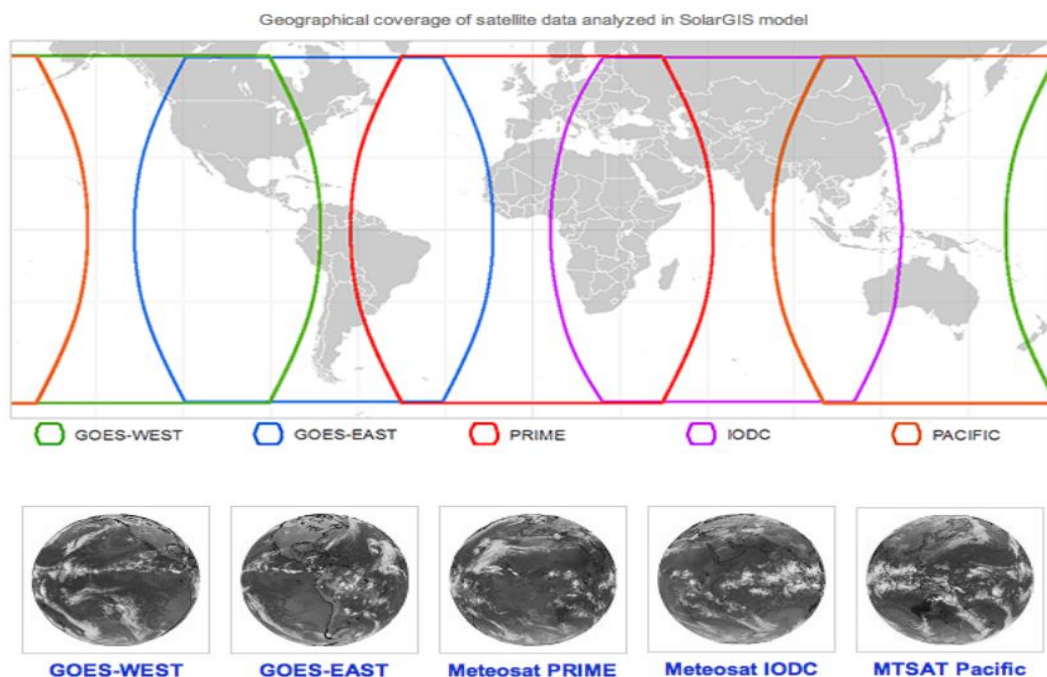 Geographical coverage of satellite data analyzed in SolarGIS model
GOES-WEST GOES-EAST PRIME IODC PACIFIC
GOES-WEST GOES-EAST Meteosat PRIME Meteosat IODC MTSAT Pacific